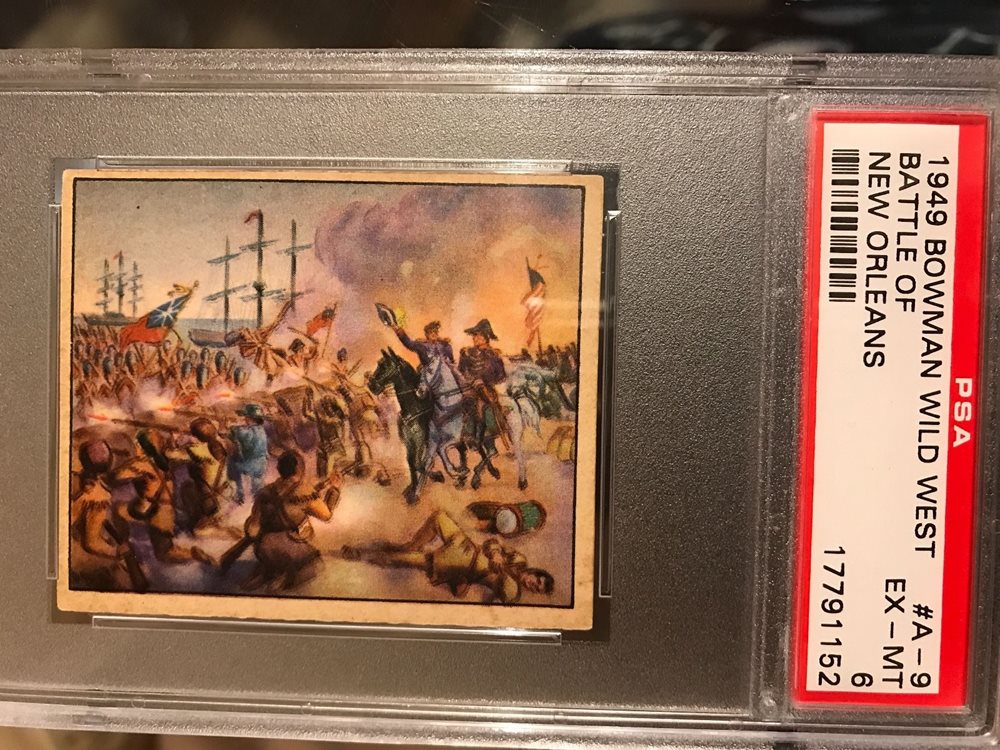 1949 BOWMAN WILD WEST #A-9
BATTLE OF EX-MT
NEW ORLEANS 6
17791152
PSA